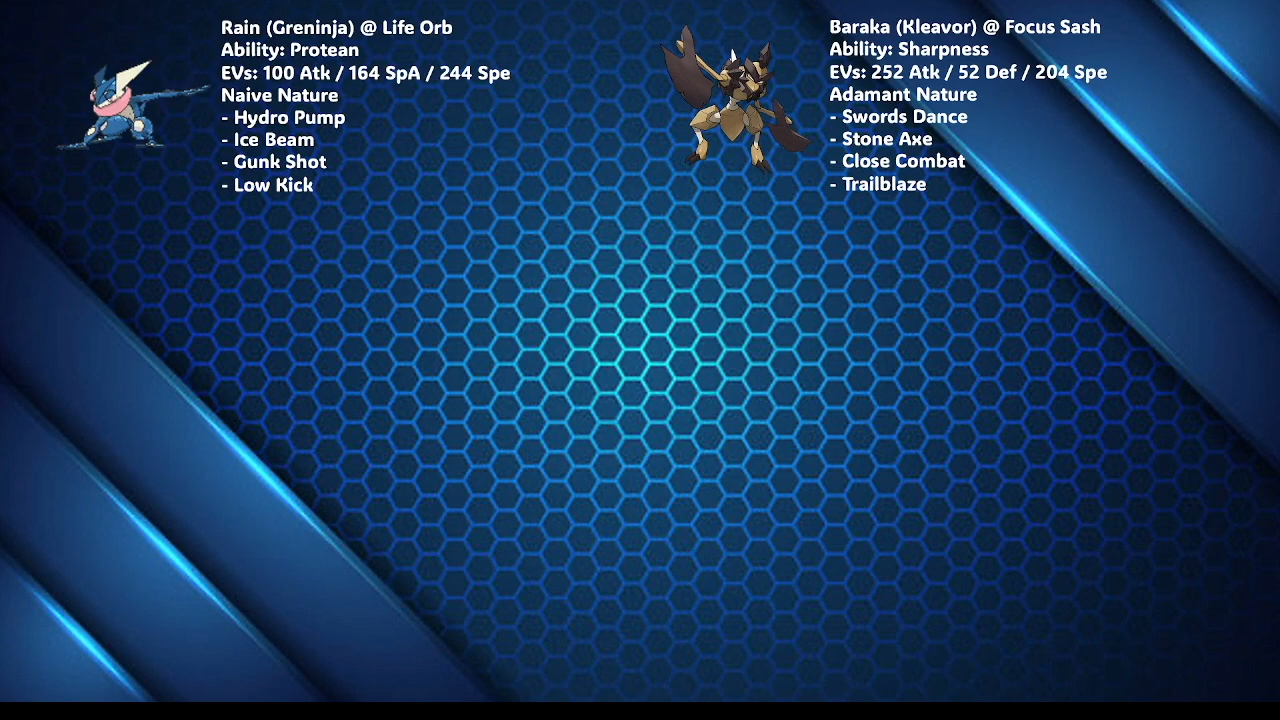 Rain (Greninja) @ Life Orb
Ability: Protean
EVs: 100 Atk / 164 SpA / 244 Spe
Naive Nature
- Hydro Pump
- Ice Beam
- Gunk Shot
- Low Kick
Baraka (Kleavor) @ Focus Sash
Ability: Sharpness
EVs: 252 Atk / 52 Def / 204 Spe
Adamant Nature
- Swords Dance
- Stone Axe
- Close Combat
- Trailblaze